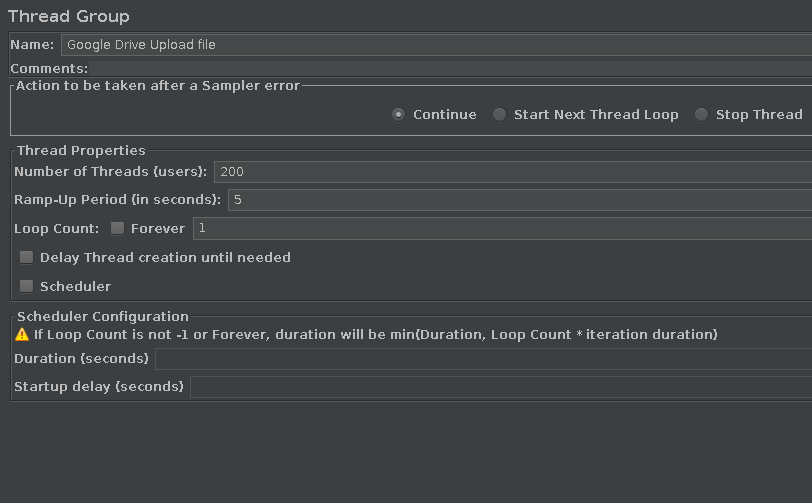 Thread Group
Name: Google Drive Upload file
Comments:
Action to be taken after a Sampler error
Continue Start Next Thread Loop Stop Thread
Thread Properties
Number of Threads (users): 200
Ramp-Up Period (in seconds): 5
Loop Count: Forever 1
Delay Thread creation until needed
Scheduler
Scheduler Configuration
If Loop Count is not -1 or Forever, duration will be min(Duration, Loop Count * iteration duration)
Duration (seconds)
Startup delay (seconds)